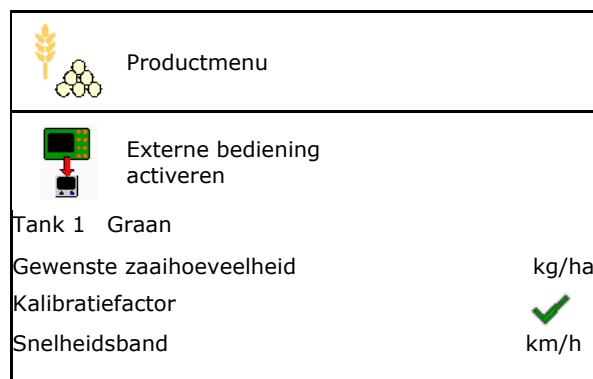 Productmenu
Externe bediening
activeren
Tank 1 Graan
Gewenste zaaihoeveelheid kg/ha
Kalibratiefactor
Snelheidsband km/h